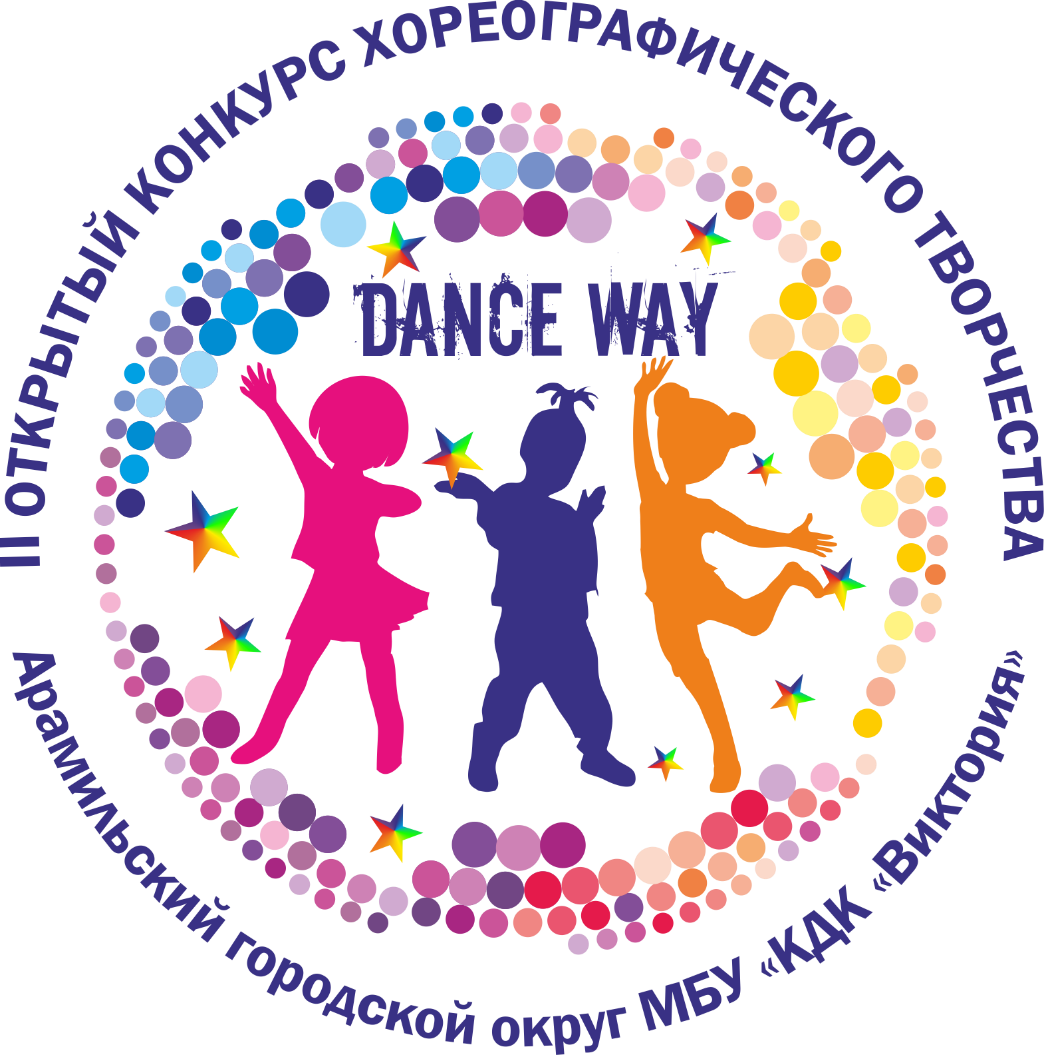 II ОТКРЫТЫЙ КОНКУРС ХОРЕОГРАФИЧЕСКОГО ТВОРЧЕСТВА
DANCE WAY
Арамильский городской округ МБУ «КДК «Виктория»